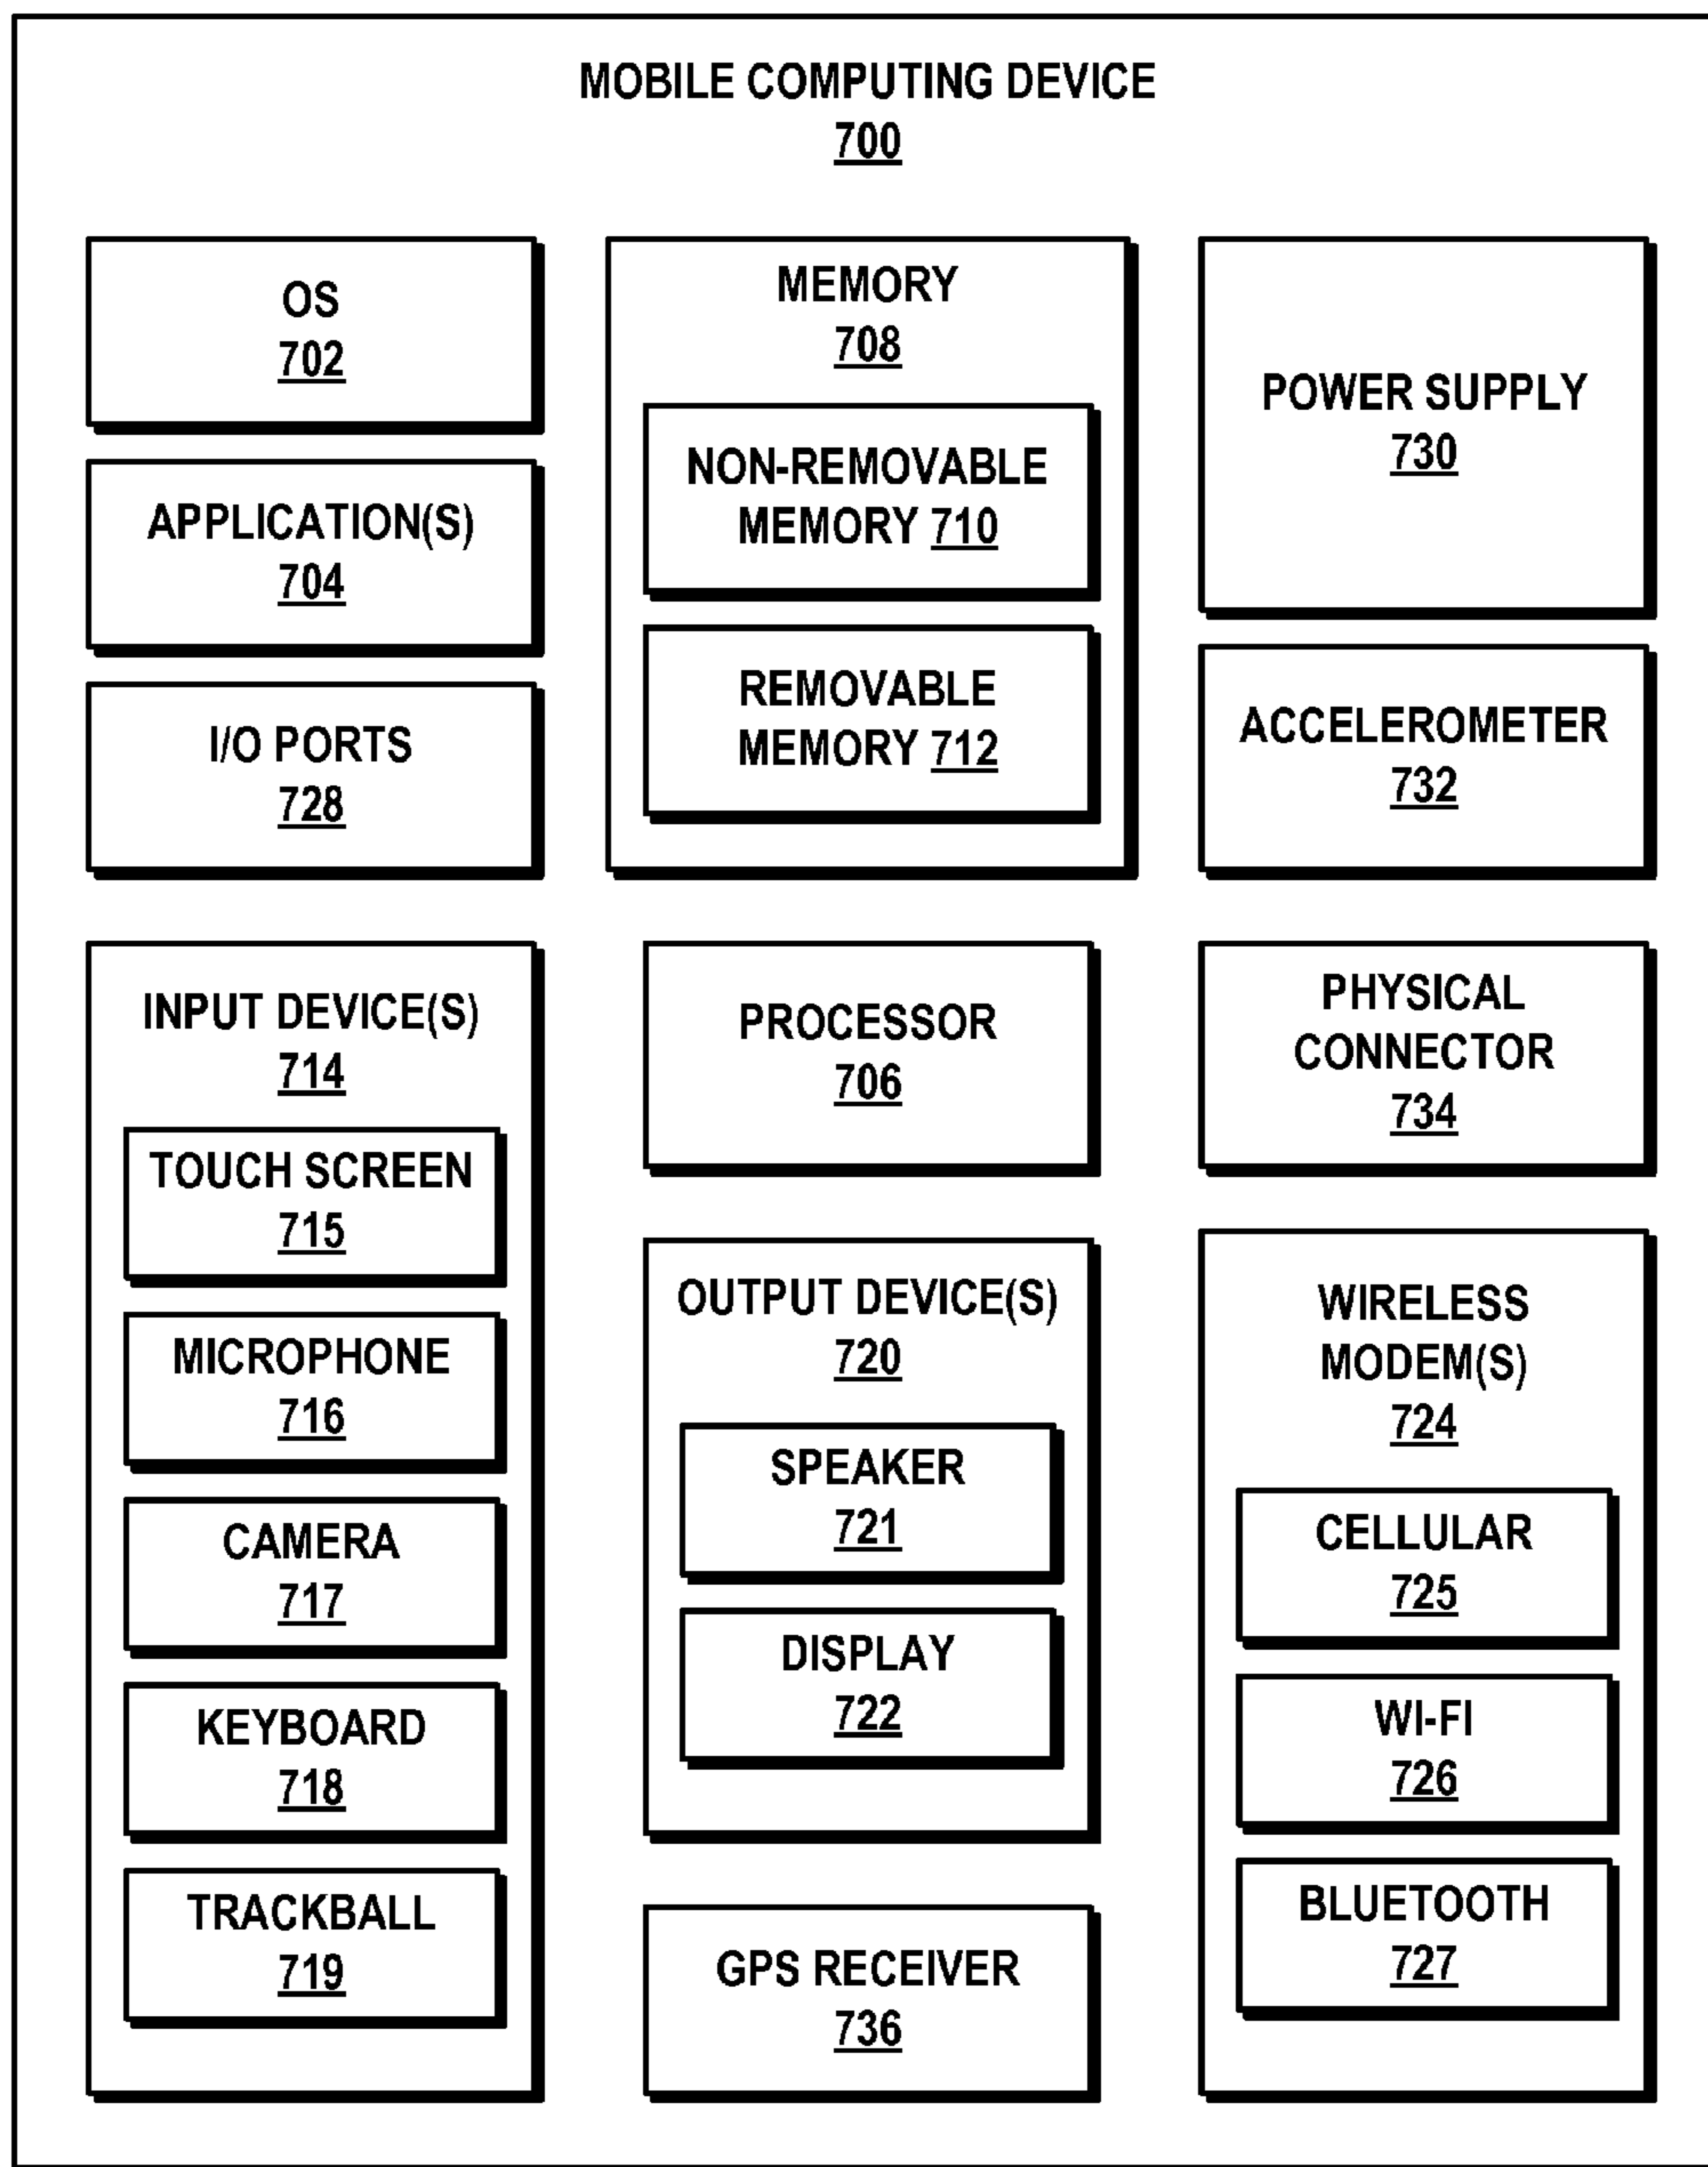 MOBILE COMPUTING DEVICE
700
OS
702
APPLICATION(S)
704
I/O PORTS
728
MEMORY
708
NON-REMOVABLE
MEMORY 710
REMOVABLE
MEMORY 712
POWER SUPPLY
730
ACCELEROMETER
732
INPUT DEVICE(S)
714
TOUCH SCREEN
715
MICROPHONE
716
CAMERA
717
KEYBOARD
718
TRACKBALL
719
PROCESSOR
706
OUTPUT DEVICE(S)
720
SPEAKER
721
DISPLAY
722
GPS RECEIVER
736
PHYSICAL
CONNECTOR
734
WIRELESS
MODEM(S)
724
CELLULAR
725
WI-FI
726
BLUETOOTH
727